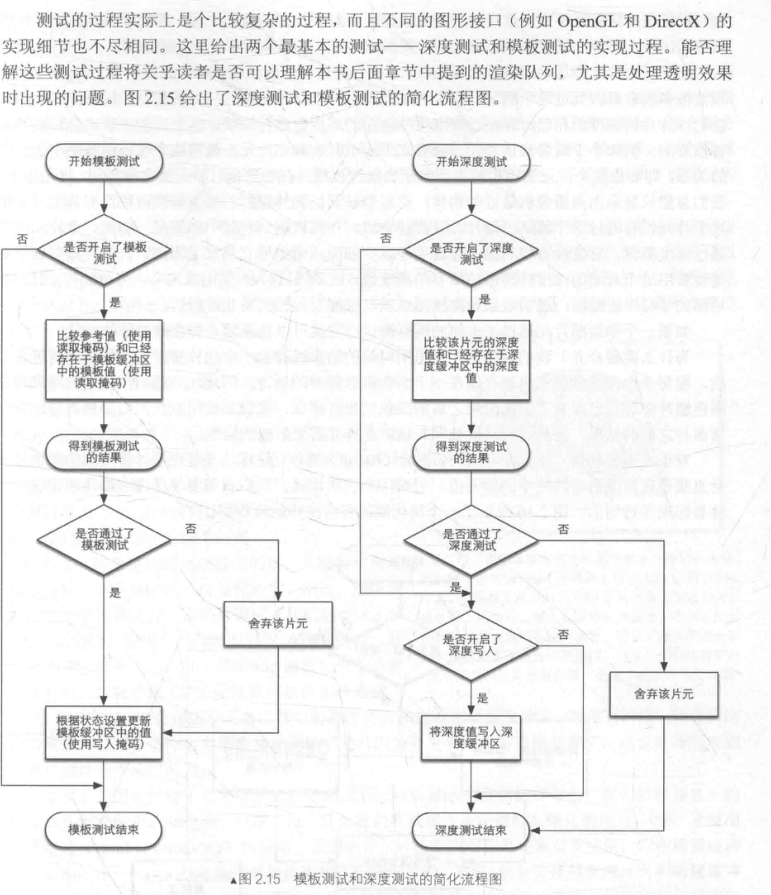 测试的过程实际上是个比较复杂的过程，而且不同的图形接口（例如 OpenGL 和 DirectX）的
实现细节也不尽相同。这里给出两个最基本的测试——深度测试和模板测试的实现过程。能否理
解这些测试过程将关乎读者是否可以理解本书后面章节中提到的渲染队列，尤其是处理透明效果
时出现的问题。图 2.15 给出了深度测试和模板测试的简化流程图。
开始模板测试
否
是否开启了模板
测试
是
比较参考值（使用
读取掩码）和已经
存在于模板缓冲区
中的模板值（使用
读取掩码）
得到模板测试
的结果
是否通过了
模板测试
否
是
舍弃该片元
根据状态设置更新
模板缓冲区中的值
（使用写入掩码）
模板测试结束
开始深度测试
否
是否开启了深度
测试
是
比较该片元的深度
值和已经存在于深
度缓冲区中的深度
值
得到深度测试
的结果
是否通过了
深度测试
否
是
是否开启了
深度写入
否
舍弃该片元
是
将深度值写入深
度缓冲区
深度测试结束
▲图 2.15 模板测试和深度测试的简化流程图